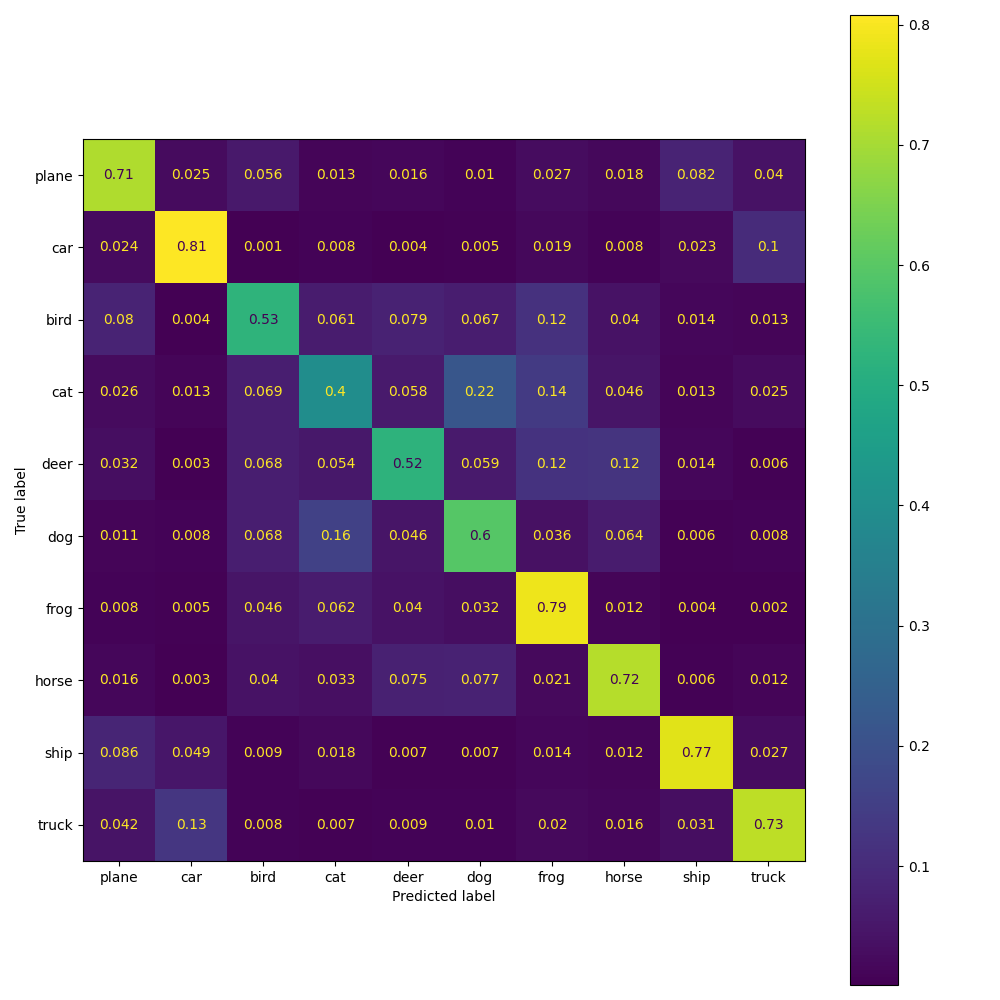 plane 0.71 0.025 0.056 0.013 0.016 0.01 0.027 0.018 0.082 0.04
car 0.024 0.81 0.001 0.008 0.004 0.005 0.019 0.008 0.023 0.1
bird 0.08 0.004 0.53 0.061 0.079 0.067 0.12 0.04 0.014 0.013
cat 0.026 0.013 0.069 0.4 0.058 0.22 0.14 0.046 0.013 0.025
deer 0.032 0.003 0.068 0.054 0.52 0.059 0.12 0.12 0.014 0.006
dog 0.011 0.008 0.068 0.16 0.046 0.6 0.036 0.064 0.006 0.008
frog 0.008 0.005 0.046 0.062 0.04 0.032 0.79 0.012 0.004 0.002
horse 0.016 0.003 0.04 0.033 0.075 0.077 0.021 0.72 0.006 0.012
ship 0.086 0.049 0.009 0.018 0.007 0.007 0.014 0.012 0.77 0.027
truck 0.042 0.13 0.008 0.007 0.009 0.01 0.02 0.016 0.031 0.73
plane car bird cat deer dog frog horse ship truck
Predicted label
True label
0.8
0.7
0.6
0.5
0.4
0.3
0.2
0.1